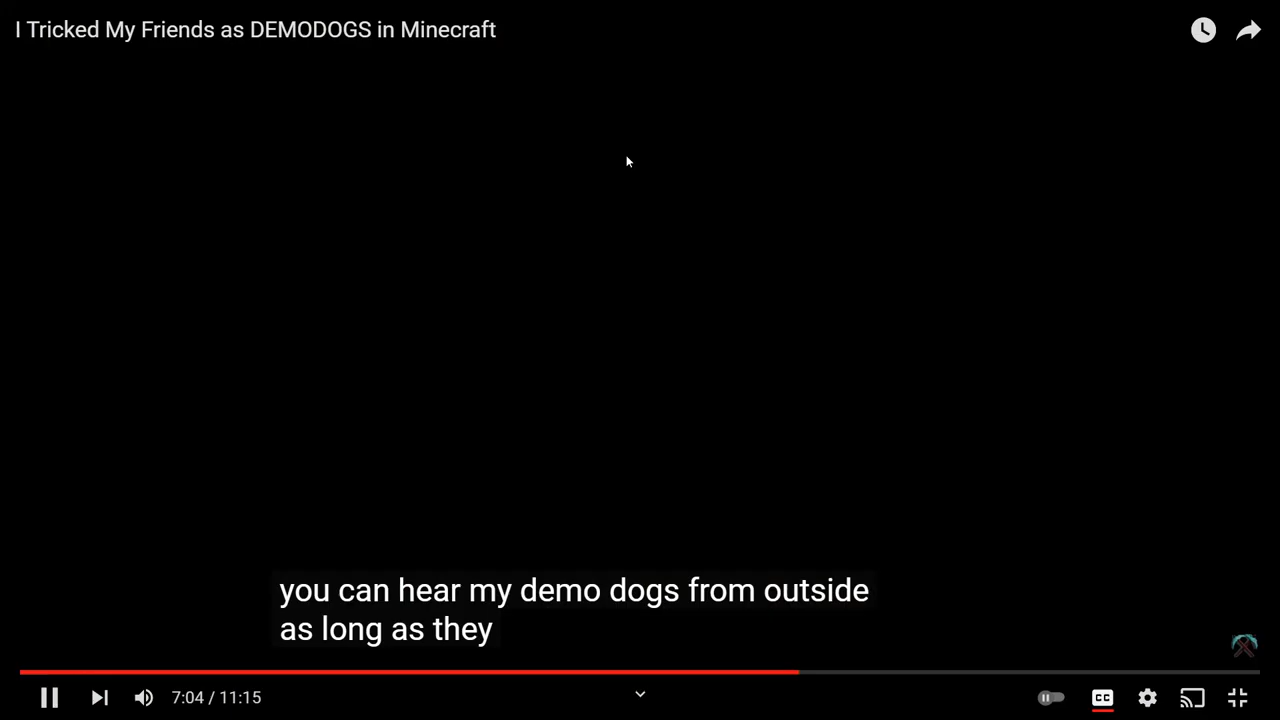 I Tricked My Friends as DEMODOGS in Minecraft
you can hear my demo dogs from outside
as long as they
7:04 / 11:15
CC